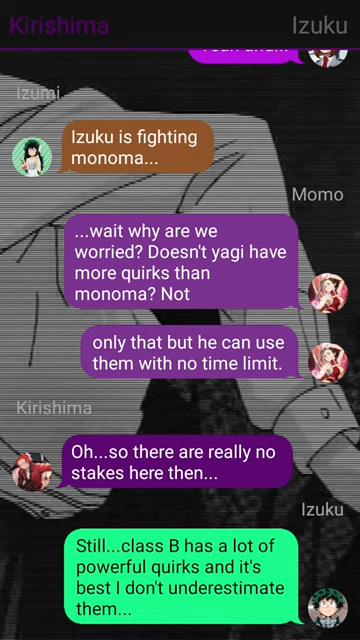 Kirishima
Izuku
Yeah and...
Izumi
Izuku is fighting
monoma...
Momo
...wait why are we
worried? Doesn't yagi have
more quirks than
monoma? Not
only that but he can use
them with no time limit.
Kirishima
Oh...so there are really no
stakes here then...
Izuku
Still...class B has a lot of
powerful quirks and it's
best I don't underestimate
them...